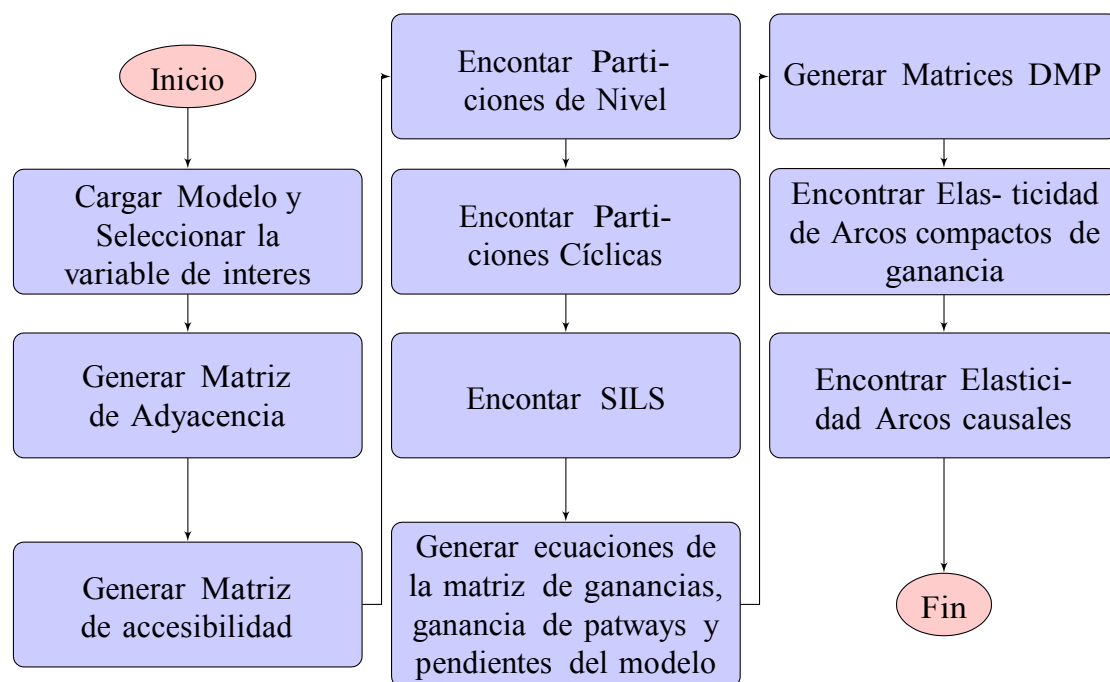 Inicio
Cargar Modelo y
Seleccionar la
variable de interes
Generar Matriz
de Adyacencia
Generar Matriz
de accesibilidad
Encontar Parti-
ciones de Nivel
Encontar Parti-
ciones Cíclicas
Encontar SILS
Generar ecuaciones de
la matriz de ganancias,
ganancia de patways y
pendientes del modelo
Generar Matrices DMP
Encontrar Elas- ticidad
de Arcos compactos de
ganancia
Encontrar Elastici-
dad Arcos causales
Fin